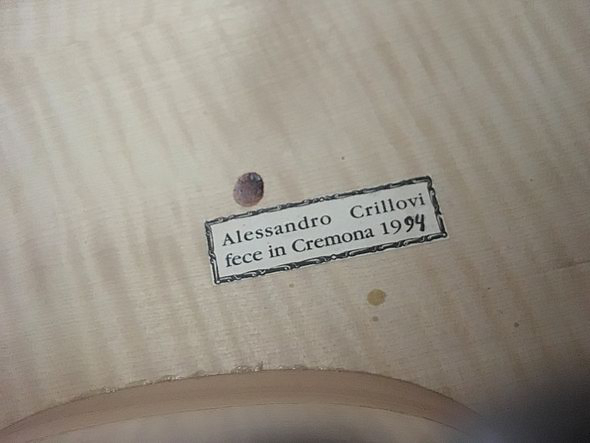 Alessandro Crillovi
fece in Cremona 1994